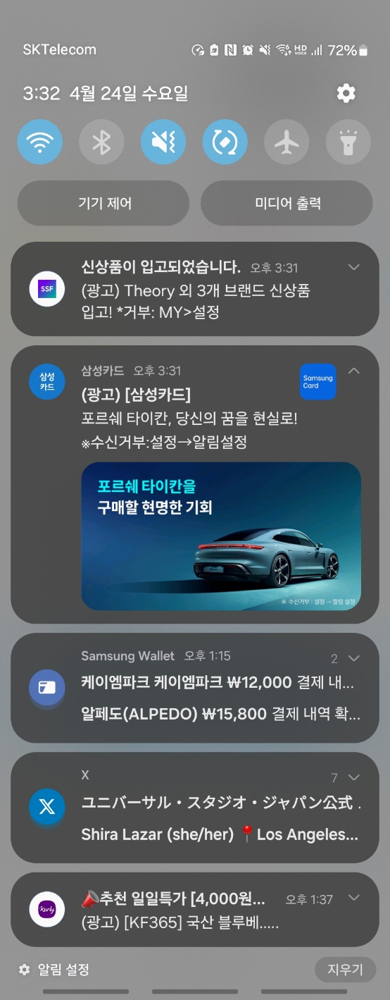 SKTelecom HD voice 72%
3:32 4월 24일 수요일
기기 제어 미디어 출력
신상품이 입고되었습니다. 오후 3:31
SSF
(광고) Theory 외 3개 브랜드 신상품
입고! *거부: MY>설정
삼성카드 오후 3:31
삼성
카드
Samsung
Card
(광고) [삼성카드]
포르쉐 타이칸, 당신의 꿈을 현실로!
※수신거부:설정→알림설정
포르쉐 타이칸을
구매할 현명한 기회
※ 수신거부 : 설정 → 알림 설정
Samsung Wallet 오후 1:15 2
케이엠파크 케이엠파크 ₩12,000 결제 내...
알페도(ALPEDO) ₩15,800 결제 내역 확...
X 7
ユニバーサル・スタジオ・ジャパン公式 .
Shira Lazar (she/her) 📍Los Angeles...
📣추천 일일특가 [4,000원... 오후 1:37
Kurly
(광고) [KF365] 국산 블루베.....
알림 설정 지우기